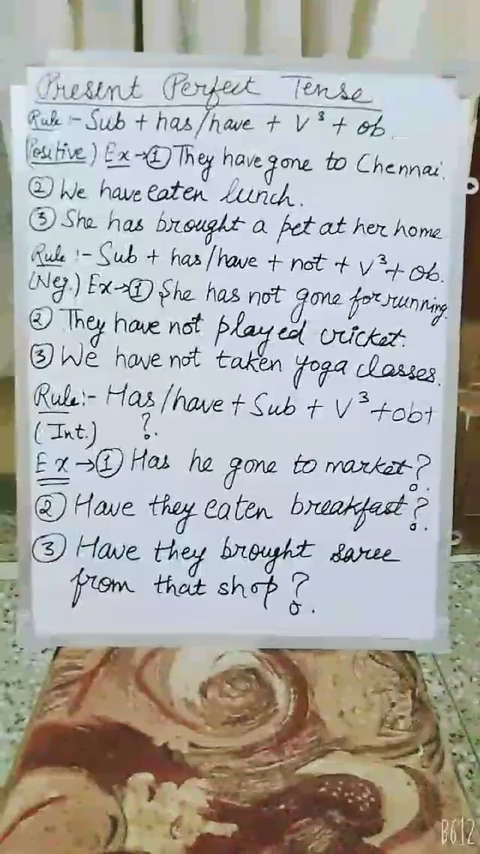 Present Perfect Tense
Rule:- Sub + has/have + V³ + ob.
(Positive) Ex→① They have gone to Chennai.
② We have eaten lunch.
③ She has brought a pet at her home
Rule:- Sub + has/have + not + V³ + ob.
(Neg.) Ex→① She has not gone for running.
② They have not played cricket.
③ We have not taken yoga classes.
Rule:- Has/have + Sub + V³ + ob +
(Int.) ?
Ex→① Has he gone to market?
② Have they eaten breakfast?
③ Have they brought saree
from that shop?
B612